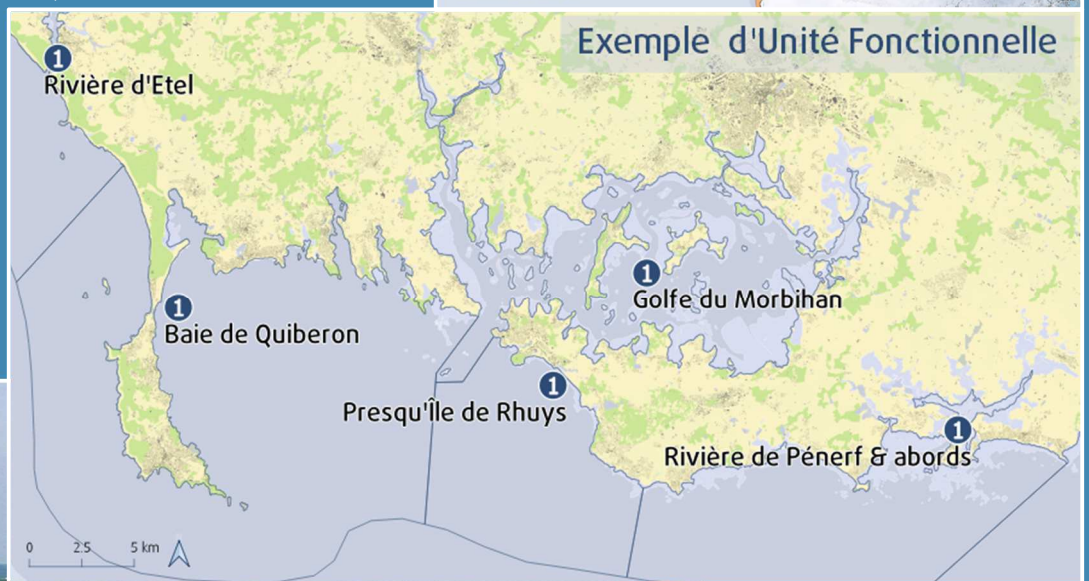 Exemple d'Unité Fonctionnelle
1
Rivière d'Etel
1
Golfe du Morbihan
1
Baie de Quiberon
1
Presqu'Île de Rhuys
1
Rivière de Pénerf & abords
0 2.5 5 km